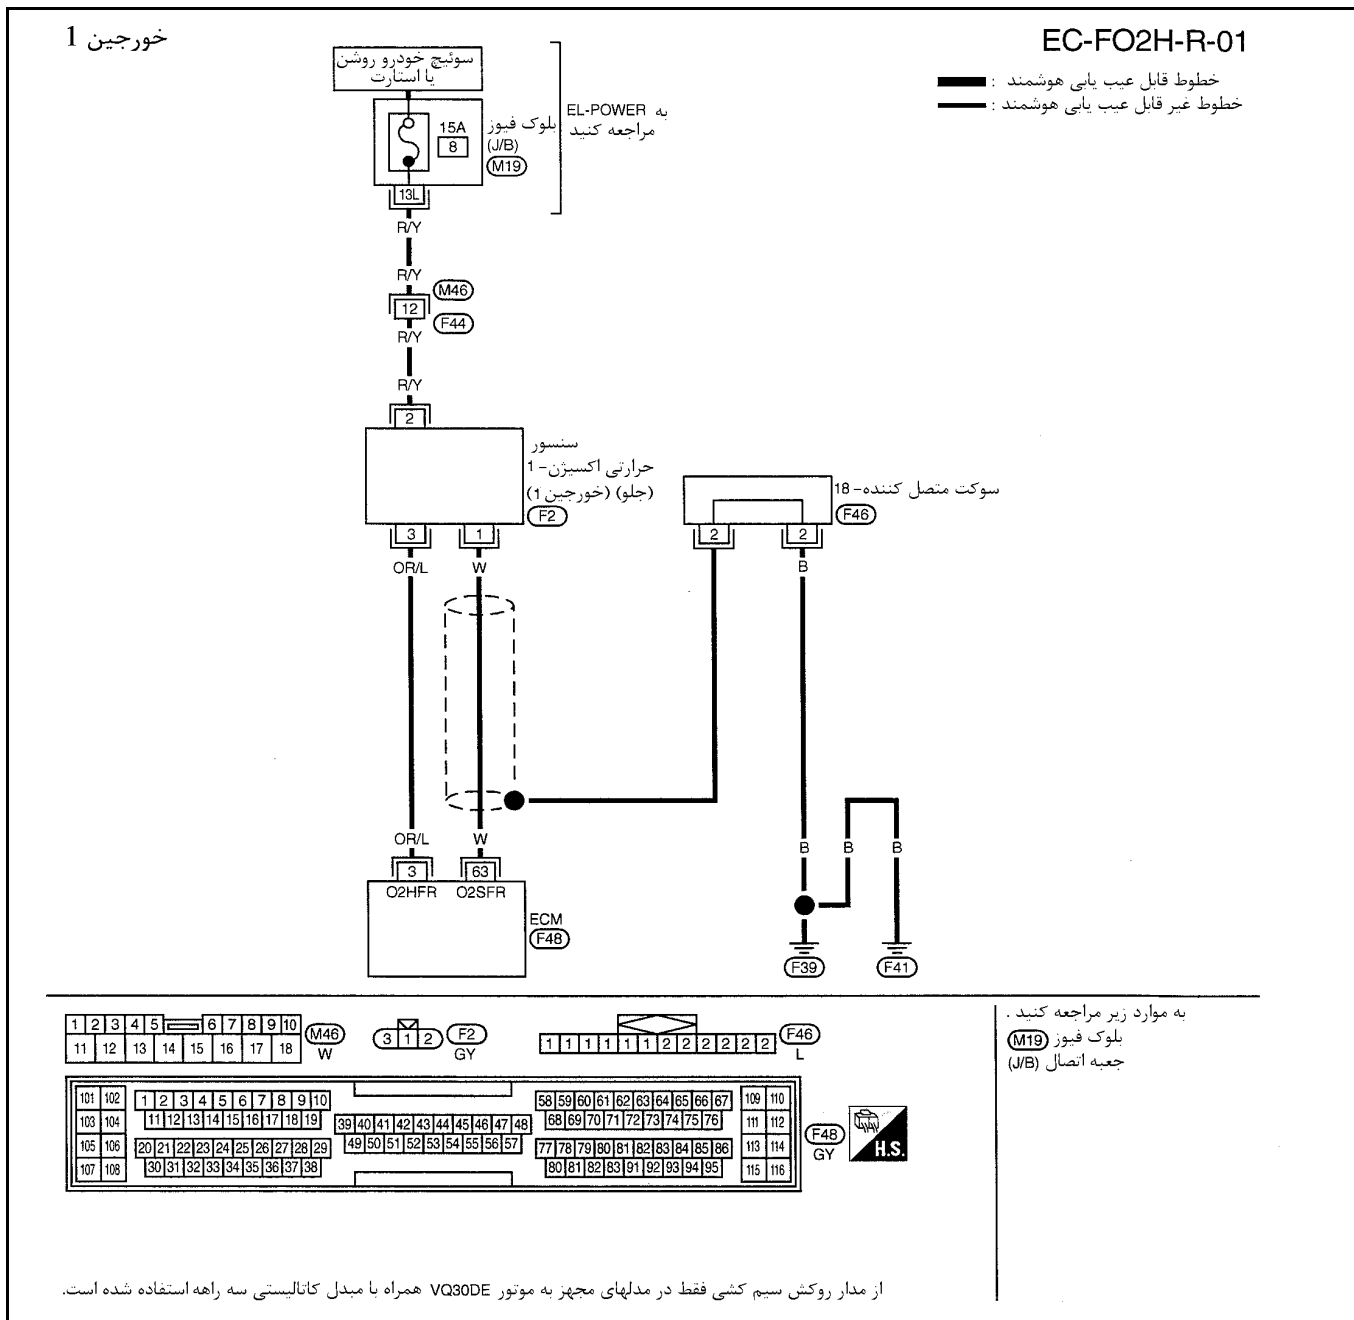 خورجین 1
EC-FO2H-R-01
خطوط قابل عیب یابی هوشمند :
خطوط غیر قابل عیب یابی هوشمند :
سوئیچ خودرو روشن
یا استارت
به EL-POWER
مراجعه کنید
15A
8
بلوک فیوز
(J/B)
M19
13L
R/Y
R/Y
M46
12
F44
R/Y
R/Y
2
سنسور
حرارتی اکسیژن- 1
(جلو) (خورجین 1)
F2
3 1
سوکت متصل کننده- 18
F46
2 2
OR/L W B
OR/L W B B B
3 63
O2HFR O2SFR
ECM
F48
F39 F41
1 2 3 4 5 6 7 8 9 10
11 12 13 14 15 16 17 18
M46
W
3 1 2
F2
GY
1 1 1 1 1 1 2 2 2 2 2 2
F46
L
به موارد زیر مراجعه کنید .
بلوک فیوز M19
جعبه اتصال (J/B)
101 102
103 104
105 106
107 108
1 2 3 4 5 6 7 8 9 10
11 12 13 14 15 16 17 18 19
20 21 22 23 24 25 26 27 28 29
30 31 32 33 34 35 36 37 38
39 40 41 42 43 44 45 46 47 48
49 50 51 52 53 54 55 56 57
58 59 60 61 62 63 64 65 66 67
68 69 70 71 72 73 74 75 76
77 78 79 80 81 82 83 84 85 86
80 81 82 83 91 92 93 94 95
109 110
111 112
113 114
115 116
F48
GY
H.S.
از مدار روکش سیم کشی فقط در مدلهای مجهز به موتور VQ30DE همراه با مبدل کاتالیستی سه راهه استفاده شده است.